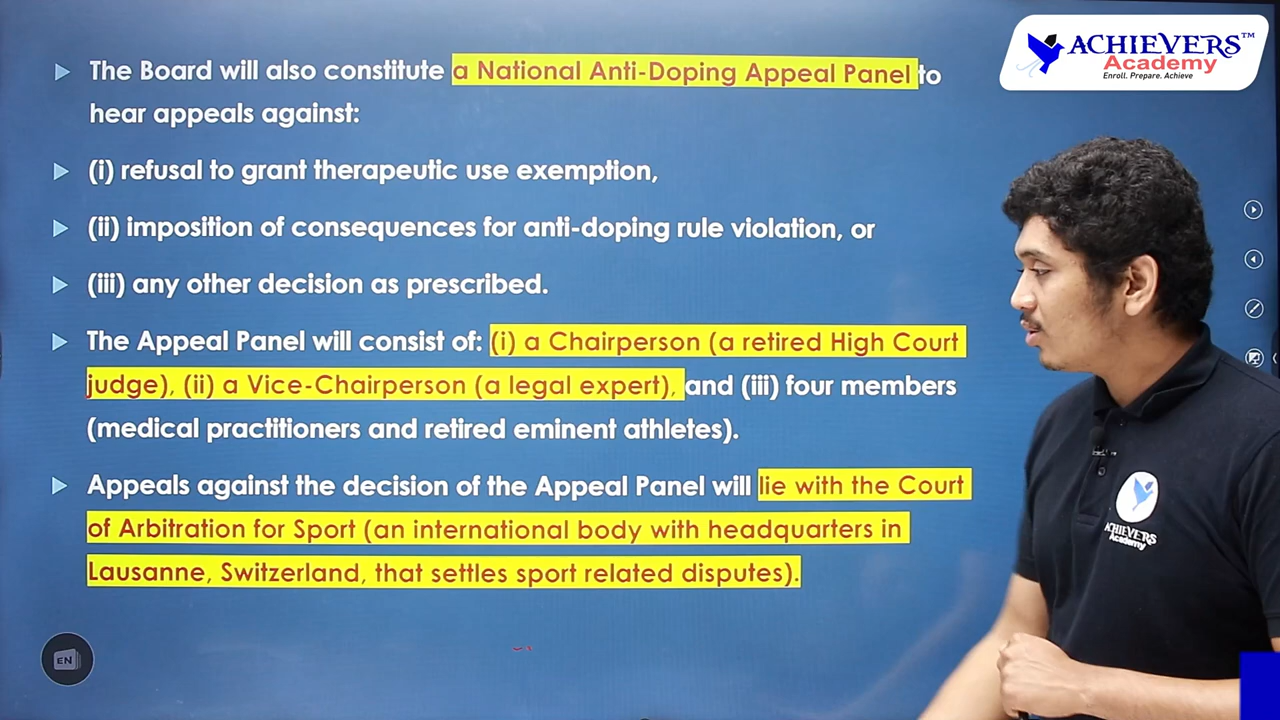 The Board will also constitute a National Anti-Doping Appeal Panel to
hear appeals against:
(i) refusal to grant therapeutic use exemption,
(ii) imposition of consequences for anti-doping rule violation, or
(iii) any other decision as prescribed.
The Appeal Panel will consist of: (i) a Chairperson (a retired High Court
judge), (ii) a Vice-Chairperson (a legal expert), and (iii) four members
(medical practitioners and retired eminent athletes).
Appeals against the decision of the Appeal Panel will lie with the Court
of Arbitration for Sport (an international body with headquarters in
Lausanne, Switzerland, that settles sport related disputes).
EN
ACHIEVERS™
Academy
Enroll. Prepare. Achieve
ACHIEVERS
Academy